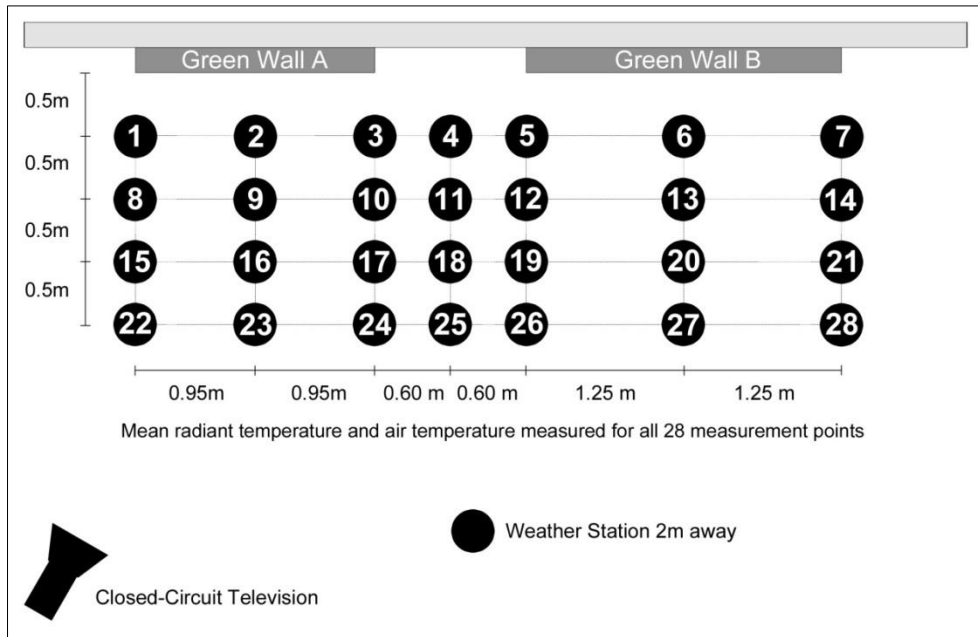 Green Wall A Green Wall B
0.5m
1 2 3 4 5 6 7
0.5m
8 9 10 11 12 13 14
0.5m
15 16 17 18 19 20 21
0.5m
22 23 24 25 26 27 28
0.95m 0.95m 0.60 m 0.60 m 1.25 m 1.25 m
Mean radiant temperature and air temperature measured for all 28 measurement points
Weather Station 2m away
Closed-Circuit Television